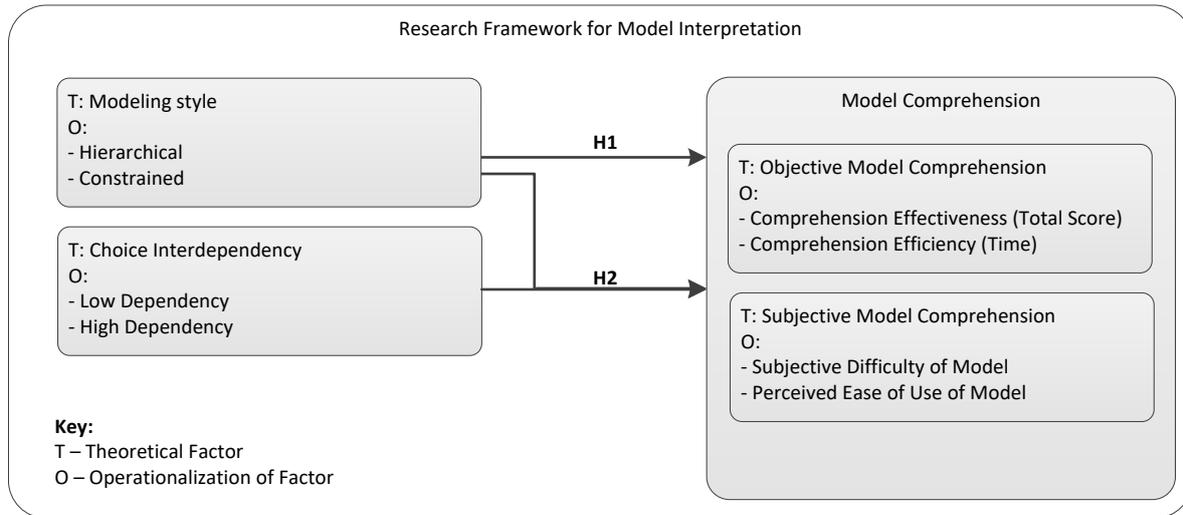 Research Framework for Model Interpretation
T: Modeling style
O:
- Hierarchical
- Constrained
H1
T: Choice Interdependency
O:
- Low Dependency
- High Dependency
H2
Model Comprehension
T: Objective Model Comprehension
O:
- Comprehension Effectiveness (Total Score)
- Comprehension Efficiency (Time)
T: Subjective Model Comprehension
O:
- Subjective Difficulty of Model
- Perceived Ease of Use of Model
Key:
T – Theoretical Factor
O – Operationalization of Factor